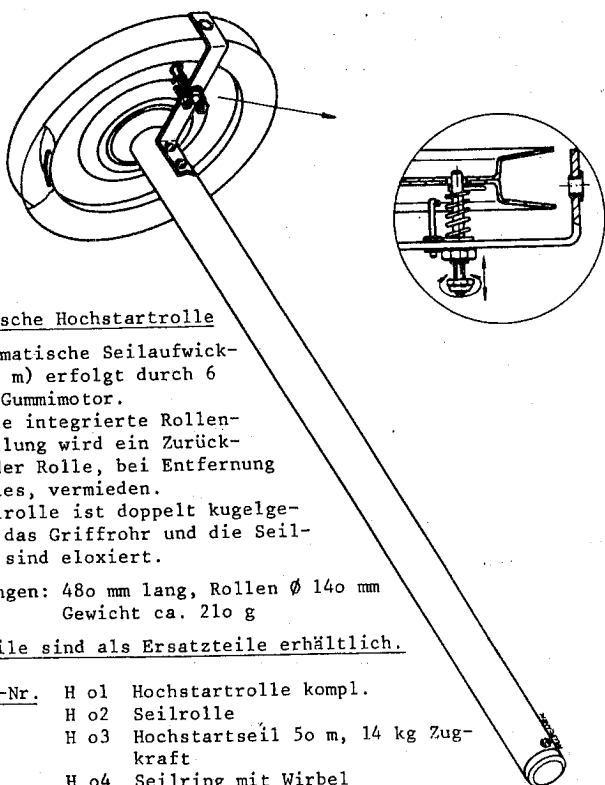 sche Hochstartrolle
matische Seilaufwick-
m) erfolgt durch 6
Gummimotor.
e integrierte Rollen-
lung wird ein Zurück-
er Rolle, bei Entfernung
es, vermieden.
lrolle ist doppelt kugelge-
das Griffrohr und die Seil-
sind eloxiert.
ngen: 48o mm lang, Rollen Ø 14o mm
Gewicht ca. 21o g
ile sind als Ersatzteile erhältlich.
-Nr. H o1 Hochstartrolle kompl.
H o2 Seilrolle
H o3 Hochstartseil 5o m, 14 kg Zug-
kraft
H o4 Seilring mit Wirbel